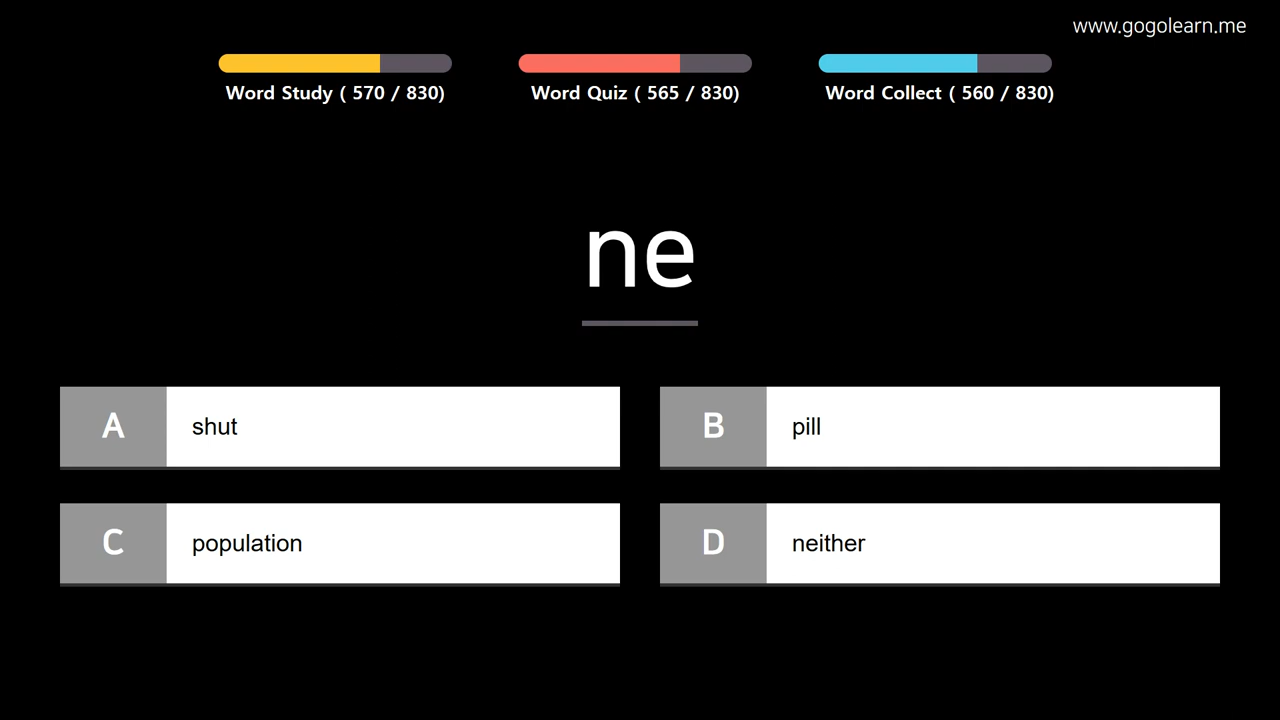 www.gogolearn.me
Word Study ( 570 / 830)
Word Quiz ( 565 / 830)
Word Collect ( 560 / 830)
ne
A shut
B pill
C population
D neither